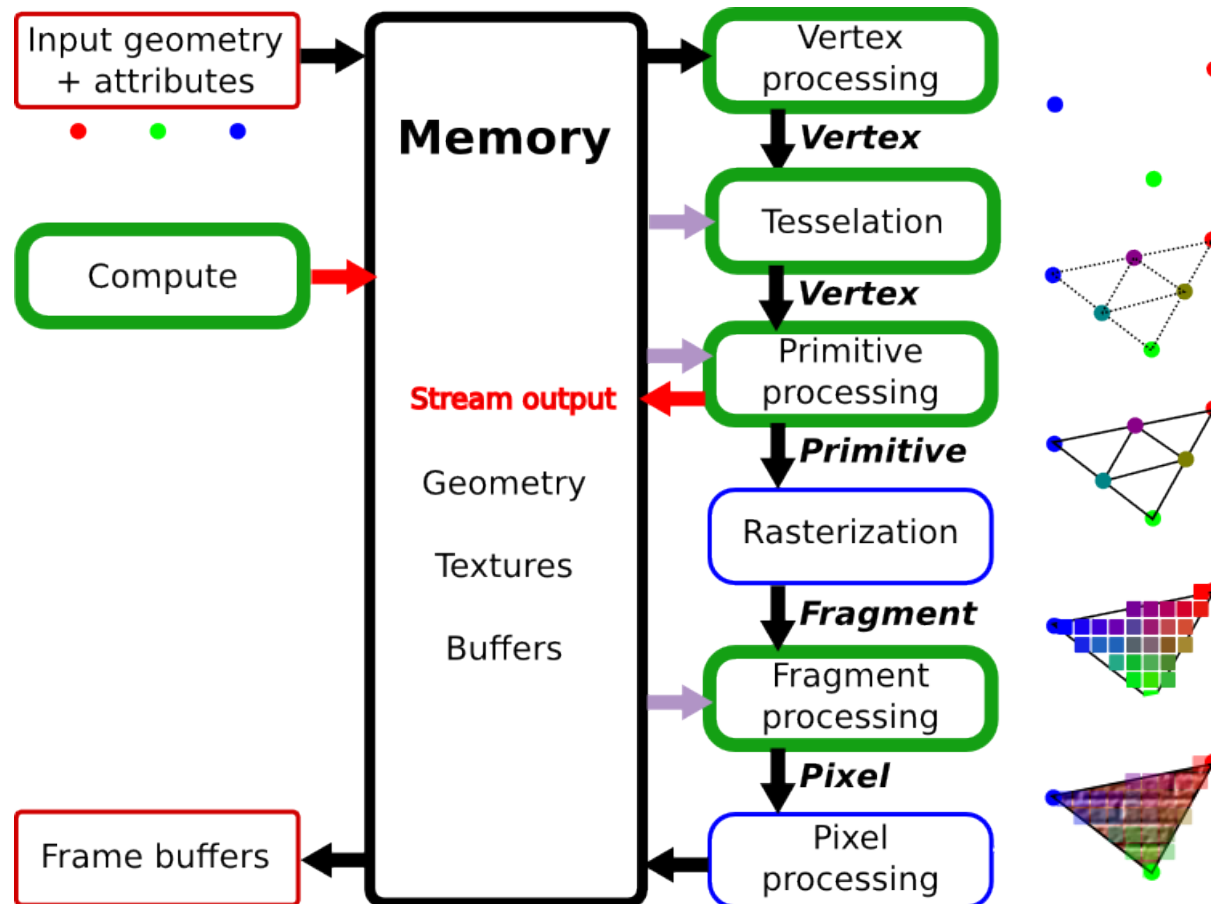 Input geometry
+ attributes
Compute
Frame buffers
Memory
Stream output
Geometry
Textures
Buffers
Vertex
processing
Vertex
Tesselation
Vertex
Primitive
processing
Primitive
Rasterization
Fragment
Fragment
processing
Pixel
Pixel
processing